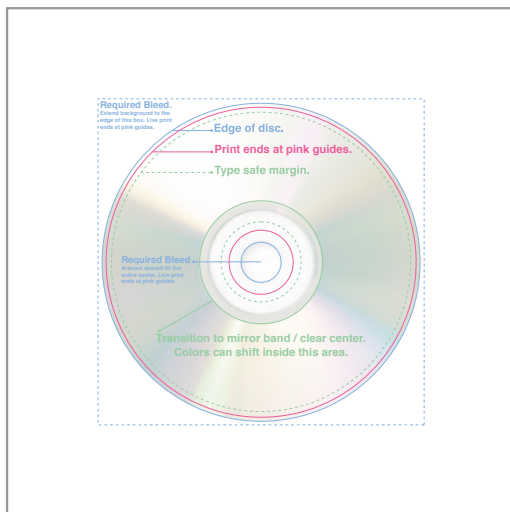 Required Bleed.
Extend background to the
edge of this box. Live print
ends at pink guides.
Edge of disc.
Print ends at pink guides.
Type safe margin.
Required Bleed
Artwork should fill the
entire center. Live print
ends at pink guides.
Transition to mirror band / clear center.
Colors can shift inside this area.